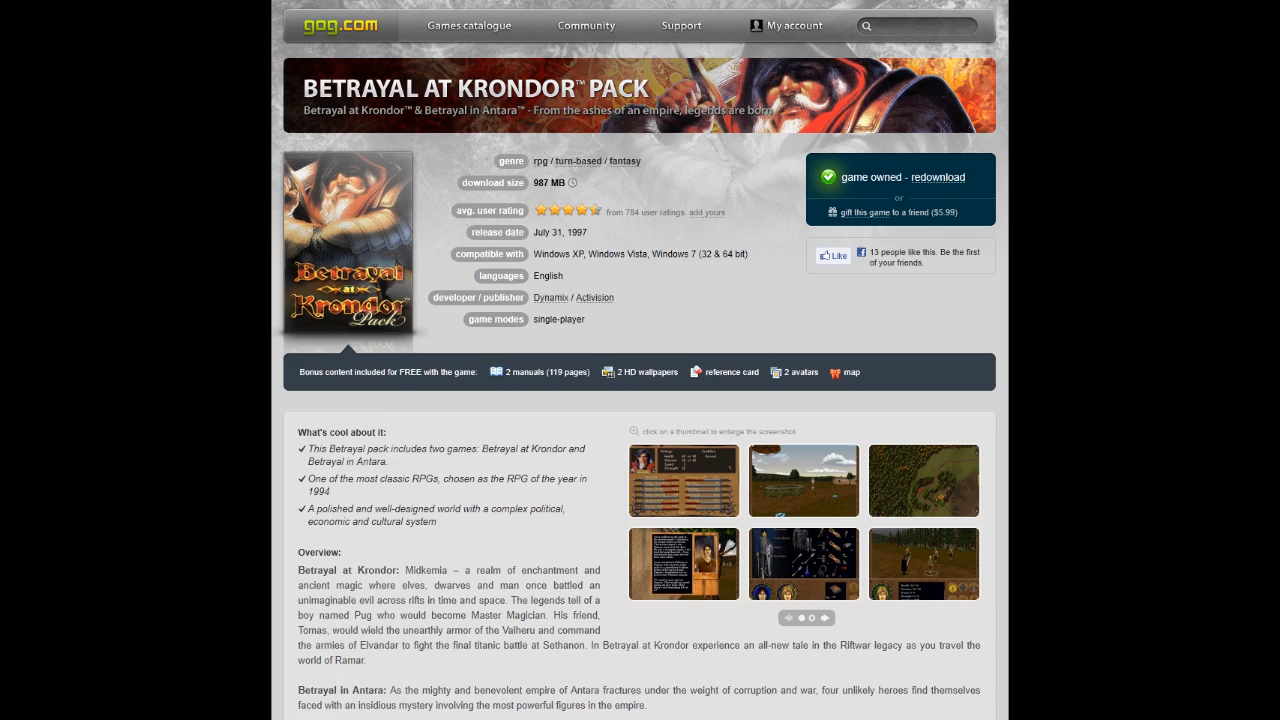 gog.com
Games catalogue
Community
Support
My account
BETRAYAL AT KRONDOR™ PACK
Betrayal at Krondor™ & Betrayal in Antara™ - From the ashes of an empire, legends are born
Betrayal
at
Krondor™
Pack
genre rpg / turn-based / fantasy
download size 987 MB
avg. user rating from 784 user ratings. add yours
release date July 31, 1997
compatible with Windows XP, Windows Vista, Windows 7 (32 & 64 bit)
languages English
developer / publisher Dynamix / Activision
game modes single-player
game owned - redownload
or
gift this game to a friend ($5.99)
Like 13 people like this. Be the first
of your friends.
Bonus content included for FREE with the game: 2 manuals (119 pages) 2 HD wallpapers reference card 2 avatars map
What's cool about it:
This Betrayal pack includes two games: Betrayal at Krondor and
Betrayal in Antara.
One of the most classic RPGs, chosen as the RPG of the year in
1994
A polished and well-designed world with a complex political,
economic and cultural system
click on a thumbnail to enlarge the screenshot
Overview:
Betrayal at Krondor: Midkemia – a realm of enchantment and
ancient magic where elves, dwarves and man once battled an
unimaginable evil across rifts in time and space. The legends tell of a
boy named Pug who would become Master Magician. His friend,
Tomas, would wield the unearthly armor of the Valheru and command
the armies of Elvandar to fight the final titanic battle at Sethanon. In Betrayal at Krondor experience an all-new tale in the Riftwar legacy as you travel the
world of Ramar.
Betrayal in Antara: As the mighty and benevolent empire of Antara fractures under the weight of corruption and war, four unlikely heroes find themselves
faced with an insidious mystery involving the most powerful figures in the empire.